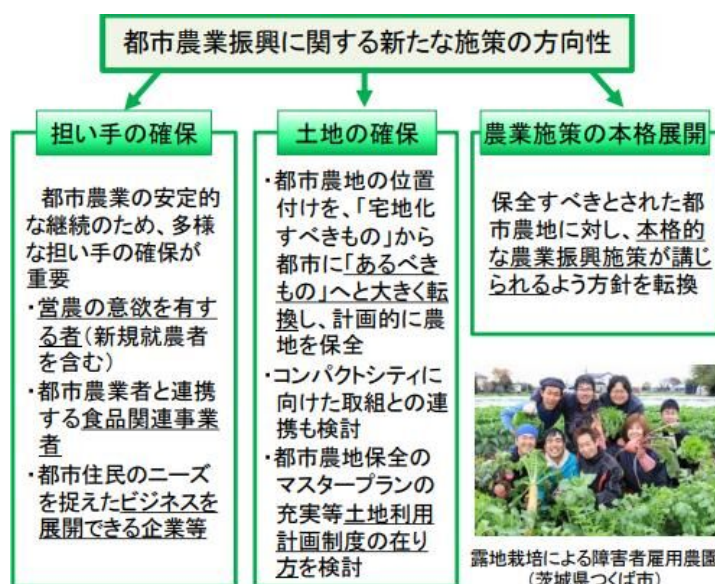 都市農業振興に関する新たな施策の方向性
担い手の確保
都市農業の安定的
な継続のため、多様
な担い手の確保が
重要
・営農の意欲を有す
る者(新規就農者
を含む)
・都市農業者と連携
する食品関連事業
者
・都市住民のニーズ
を捉えたビジネスを
展開できる企業等
土地の確保
・都市農地の位置
付けを、「宅地化
すべきもの」から
都市に「あるべき
もの」へと大きく転
換し、計画的に農
地を保全
・コンパクトシティに
向けた取組との連
携も検討
・都市農地保全の
マスタープランの
充実等土地利用
計画制度の在り
方を検討
農業施策の本格展開
保全すべきとされた都
市農地に対し、本格的
な農業振興施策が講じ
られるよう方針を転換
露地栽培による障害者雇用農園
(茨城県つくば市)